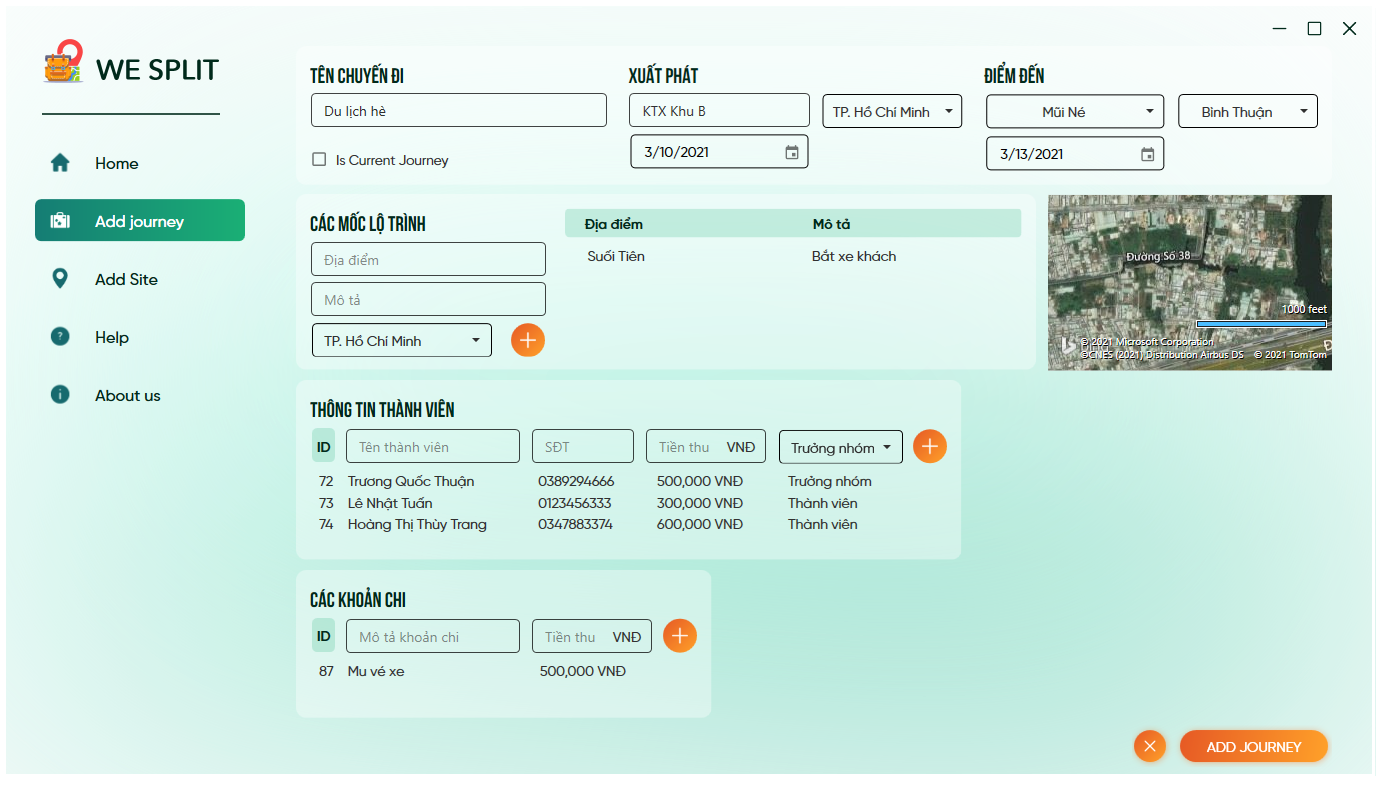 WE SPLIT
Home
Add journey
Add Site
Help
About us
TÊN CHUYẾN ĐI
Du lịch hè
Is Current Journey
XUẤT PHÁT
KTX Khu B
TP. Hồ Chí Minh
3/10/2021
ĐIỂM ĐẾN
Mũi Né
Bình Thuận
3/13/2021
CÁC MỐC LỘ TRÌNH
Địa điểm
Mô tả
TP. Hồ Chí Minh
Địa điểm Mô tả
Suối Tiên Bắt xe khách
Đường Số 38
1000 feet
© 2021 Microsoft Corporation
©CNES (2021) Distribution Airbus DS © 2021 TomTom
THÔNG TIN THÀNH VIÊN
ID Tên thành viên SĐT Tiền thu VNĐ Trưởng nhóm
72 Trương Quốc Thuận 0389294666 500,000 VNĐ Trưởng nhóm
73 Lê Nhật Tuấn 0123456333 300,000 VNĐ Thành viên
74 Hoàng Thị Thùy Trang 0347883374 600,000 VNĐ Thành viên
CÁC KHOẢN CHI
ID Mô tả khoản chi Tiền thu VNĐ
87 Mu vé xe 500,000 VNĐ
ADD JOURNEY